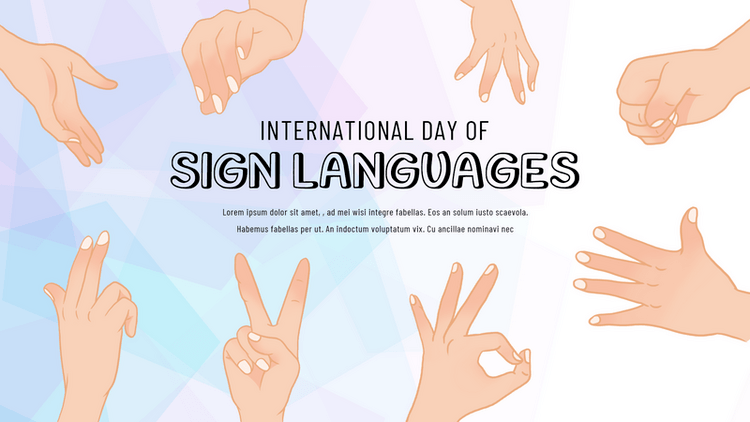 INTERNATIONAL DAY OF
SIGN LANGUAGES
Lorem ipsum dolor sit amet, , ad mei wisi integre fabellas. Eos an solum iusto scaevola.
Habemus fabellas per ut. An indoctum voluptatum vix. Cu ancillae nominavi nec